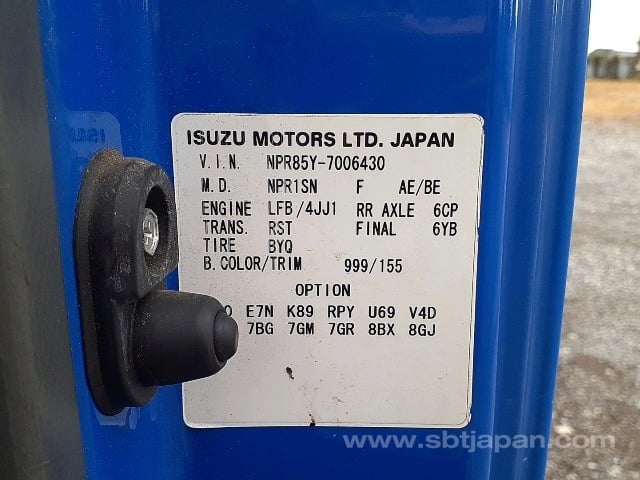 ISUZU MOTORS LTD. JAPAN
V.I.N. NPR85Y-7006430
M.D. NPR1SN F AE/BE
ENGINE LFB/4JJ1 RR AXLE 6CP
TRANS. RST FINAL 6YB
TIRE BYQ
B.COLOR/TRIM 999/155
OPTION
E7N K89 RPY U69 V4D
7BG 7GM 7GR 8BX 8GJ
www.sbtjapan.com